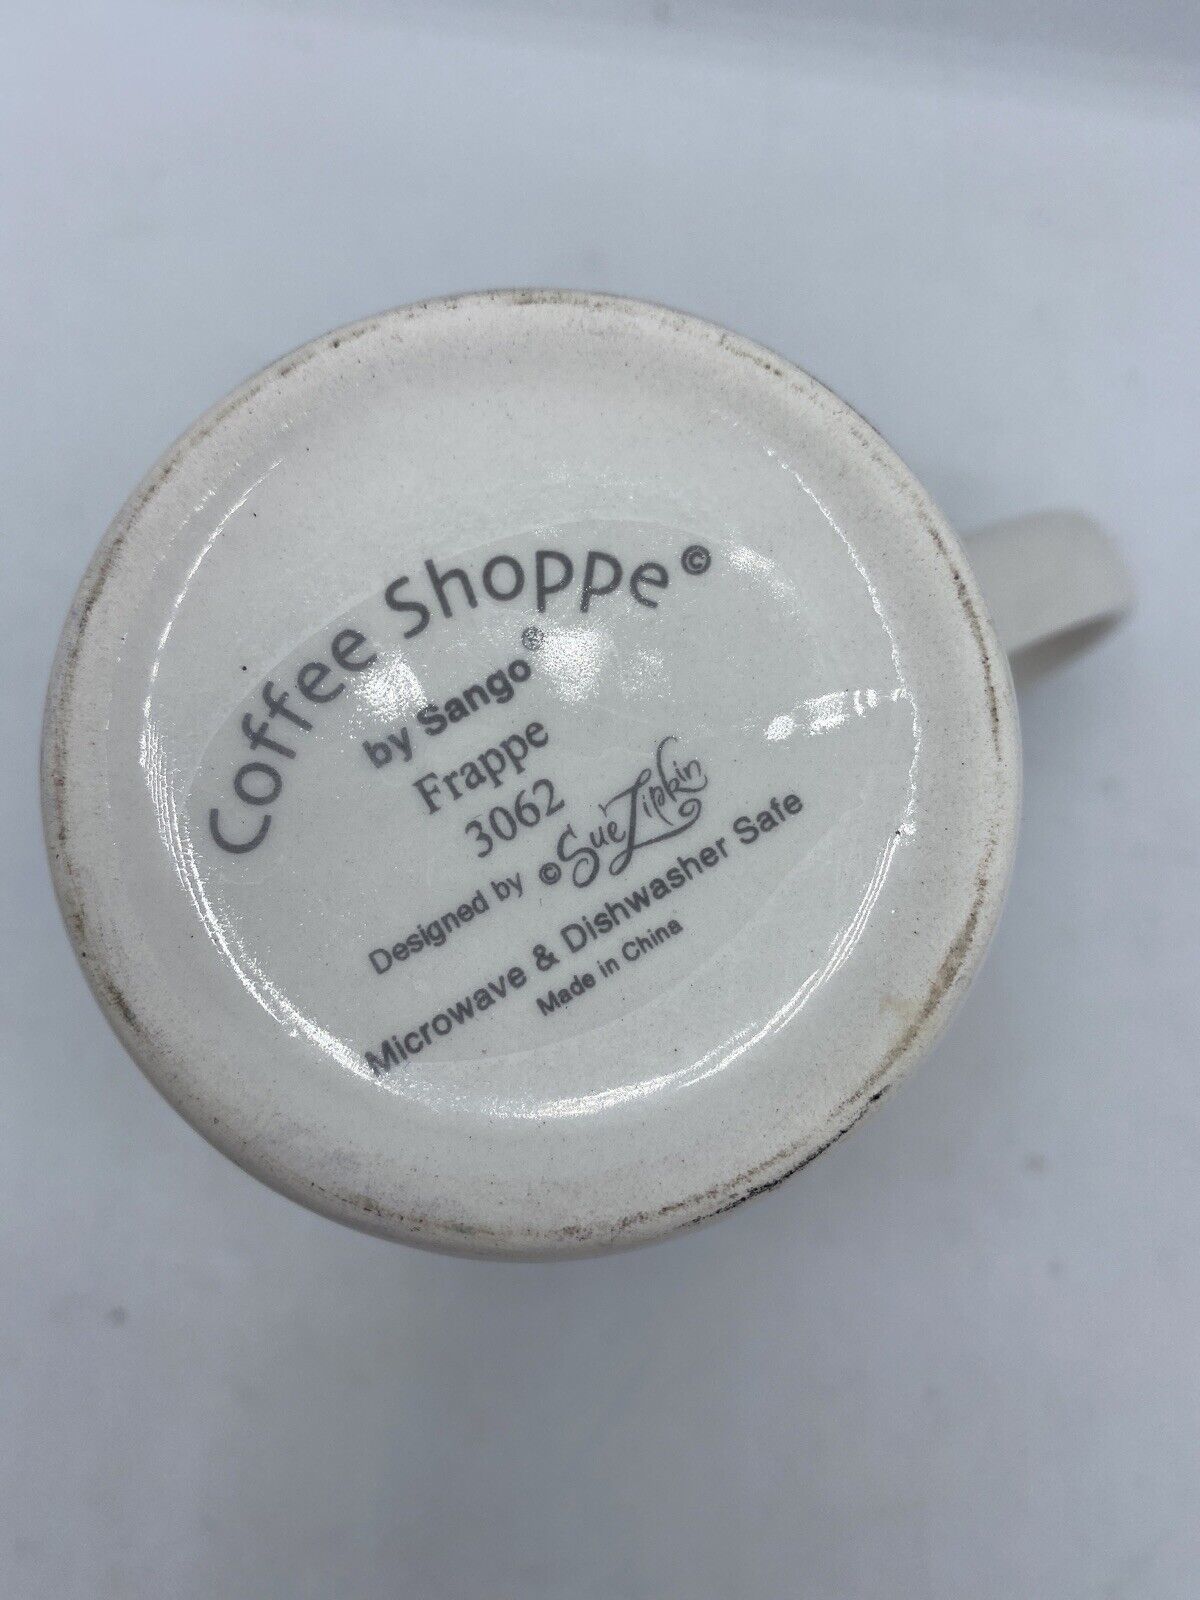 Coffee Shoppe©
by Sango®
Frappe
3062
Designed by © Sue Zipkin
Microwave & Dishwasher Safe
Made in China